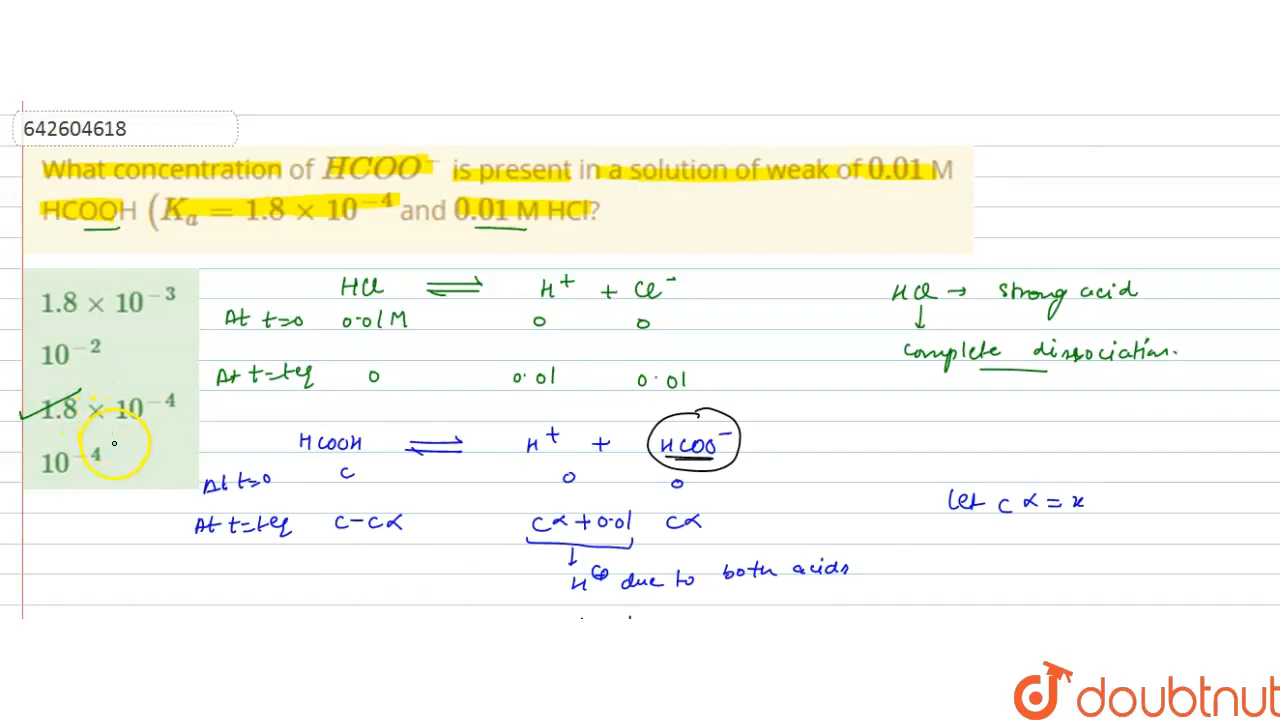 642604618
What concentration of HCOO⁻ is present in a solution of weak of 0.01 M
HCOOH (Kₐ = 1.8 × 10⁻⁴ and 0.01 M HCl?
1.8 × 10⁻³
10⁻²
1.8 × 10⁻⁴
10⁻⁴
HCl ⇌ H⁺ + Cl⁻
At t=0 0.01 M 0 0
At t=teq 0 0.01 0.01
HCl → strong acid
↓
complete dissociation.
HCOOH ⇌ H⁺ + HCOO⁻
At t=0 C 0 0
At t=teq C-Cα Cα+0.01 Cα
↓
H⊕ due to both acids
let Cα = x
doubtnut